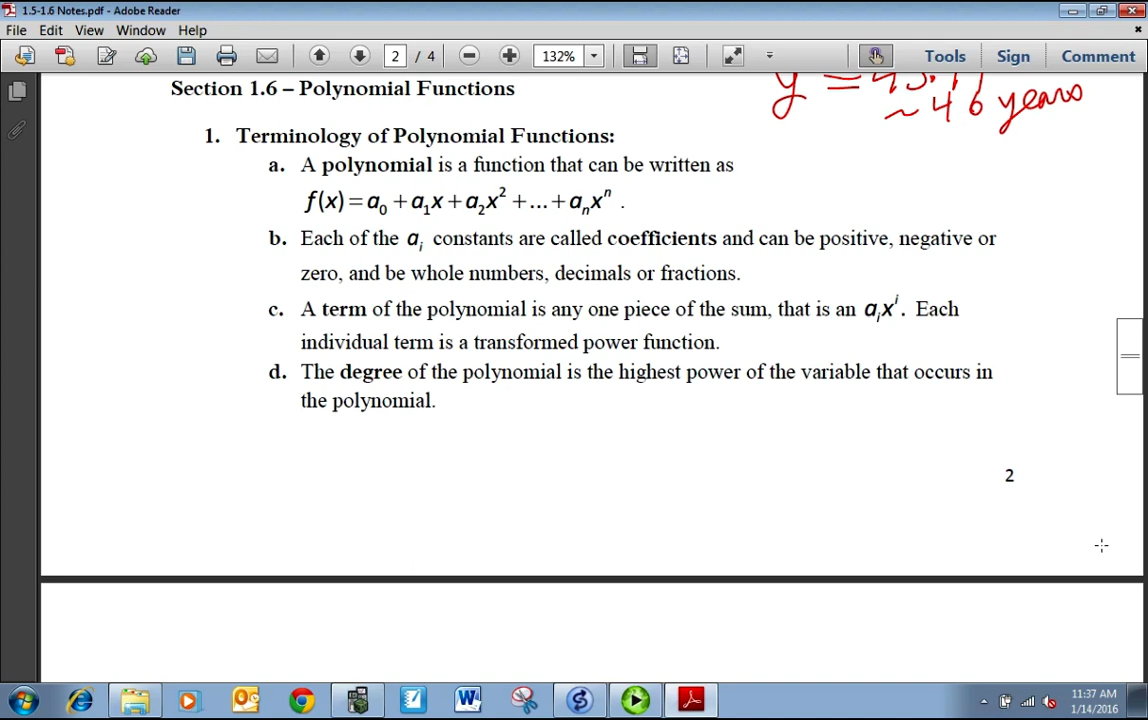 1.5-1.6 Notes.pdf - Adobe Reader
File Edit View Window Help
2 / 4 132% Tools Sign Comment
Section 1.6 – Polynomial Functions
y =
~ 46 years
1. Terminology of Polynomial Functions:
a. A polynomial is a function that can be written as
f(x) = a₀ + a₁x + a₂x² + ... + aₙxⁿ .
b. Each of the aᵢ constants are called coefficients and can be positive, negative or
zero, and be whole numbers, decimals or fractions.
c. A term of the polynomial is any one piece of the sum, that is an aᵢxⁱ. Each
individual term is a transformed power function.
d. The degree of the polynomial is the highest power of the variable that occurs in
the polynomial.
2
11:37 AM
1/14/2016